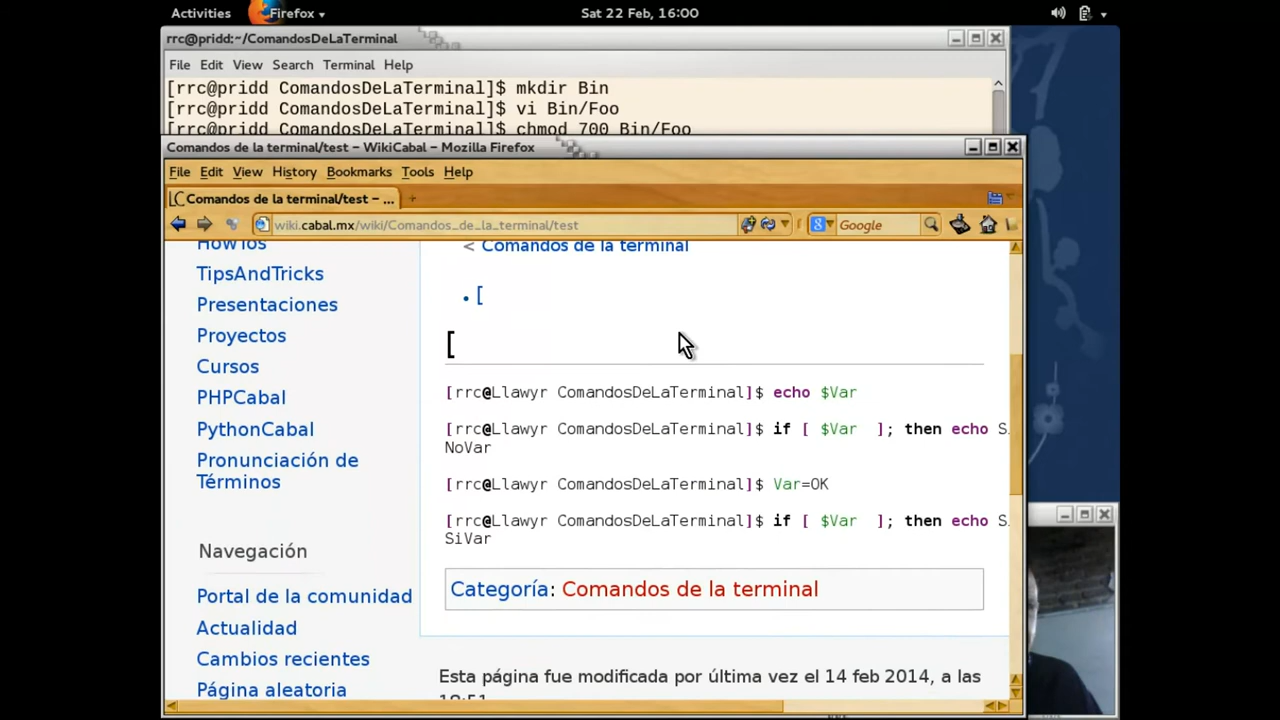 Activities Firefox Sat 22 Feb, 16:00
rrc@pridd:~/ComandosDeLaTerminal
File Edit View Search Terminal Help
[rrc@pridd ComandosDeLaTerminal]$ mkdir Bin
[rrc@pridd ComandosDeLaTerminal]$ vi Bin/Foo
[rrc@pridd ComandosDeLaTerminal]$ chmod 700 Bin/Foo
Comandos de la terminal/test – WikiCabal – Mozilla Firefox
File Edit View History Bookmarks Tools Help
Comandos de la terminal/test – ...
wiki.cabal.mx/wiki/Comandos_de_la_terminal/test Google
HowTos
TipsAndTricks
Presentaciones
Proyectos
Cursos
PHPCabal
PythonCabal
Pronunciación de
Términos
Navegación
Portal de la comunidad
Actualidad
Cambios recientes
Página aleatoria
< Comandos de la terminal
• [
[
[rrc@Llawyr ComandosDeLaTerminal]$ echo $Var
[rrc@Llawyr ComandosDeLaTerminal]$ if [ $Var ]; then echo S
NoVar
[rrc@Llawyr ComandosDeLaTerminal]$ Var=OK
[rrc@Llawyr ComandosDeLaTerminal]$ if [ $Var ]; then echo S
SiVar
Categoría: Comandos de la terminal
Esta página fue modificada por última vez el 14 feb 2014, a las